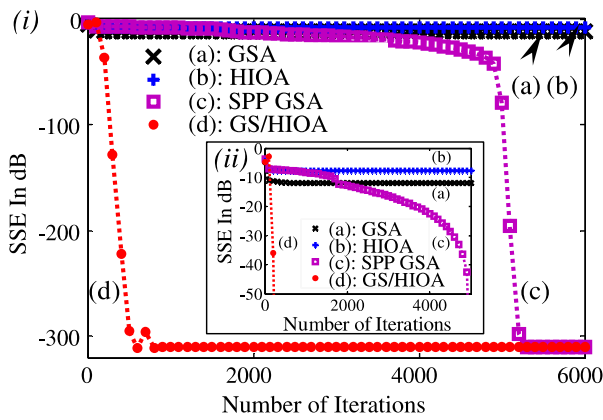 (i)
0
-100
-200
-300
SSE In dB
(a): GSA
(b): HIOA
(c): SPP GSA
(d): GS/HIOA
(a) (b)
(d)
(c)
(ii)
0
-10
-20
-30
-40
-50
SSE In dB
(b)
(a)
(a): GSA
(b): HIOA
(c): SPP GSA
(d): GS/HIOA
(d)
(c)
0 2000 4000
Number of Iterations
0 2000 4000 6000
Number of Iterations